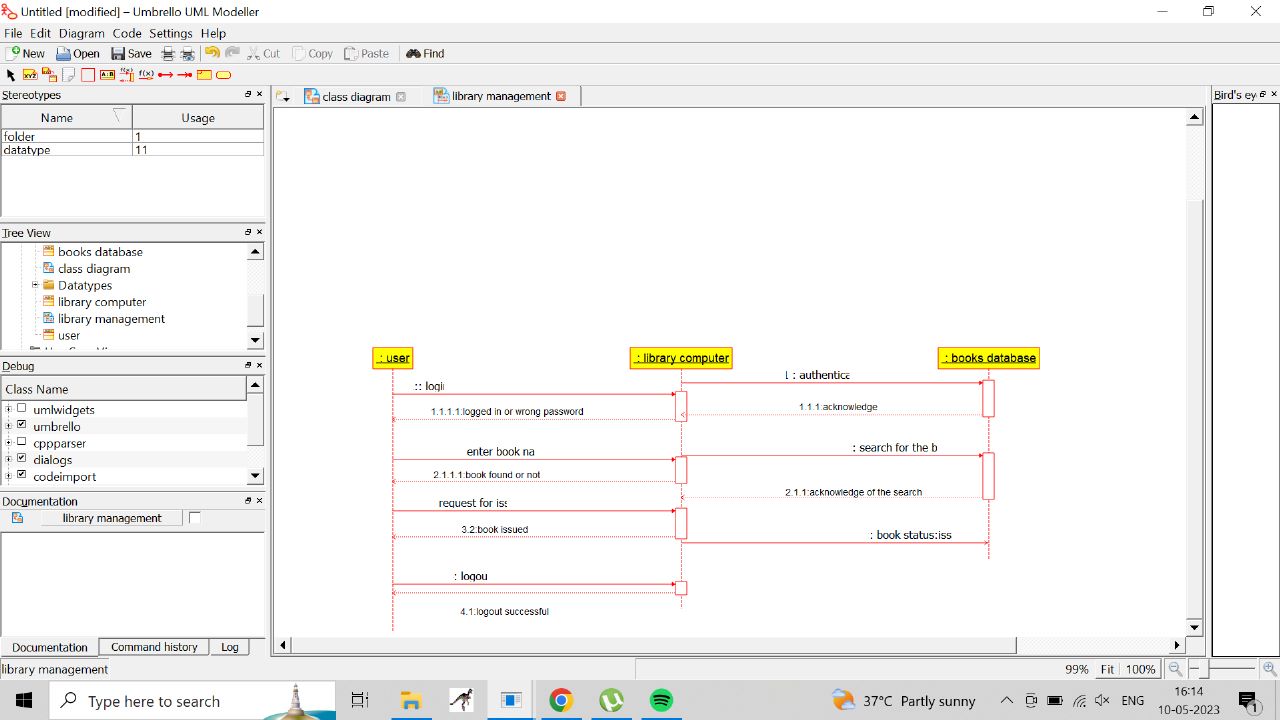 Untitled [modified] – Umbrello UML Modeller
File Edit Diagram Code Settings Help
New Open Save Cut Copy Paste Find
Stereotypes
Name Usage
folder 1
datatype 11
Tree View
books database
class diagram
Datatypes
library computer
library management
user
Debug
Class Name
umlwidgets
umbrello
cppparser
dialogs
codeimport
Documentation
library management
Documentation Command history Log
library management
class diagram library management
Bird's ey
: user : library computer : books database
: authentica
:: logi
1.1.1:acknowledge
1.1.1.1:logged in or wrong password
: search for the b
enter book na
2.1.1.1:book found or not
2.1.1:acknowledge of the search
request for iss
3.2:book issued
: book status:iss
: logou
4.1:logout successful
99% Fit 100%
Type here to search
37°C Partly sunny
ENG
16:14
10-05-2023
1